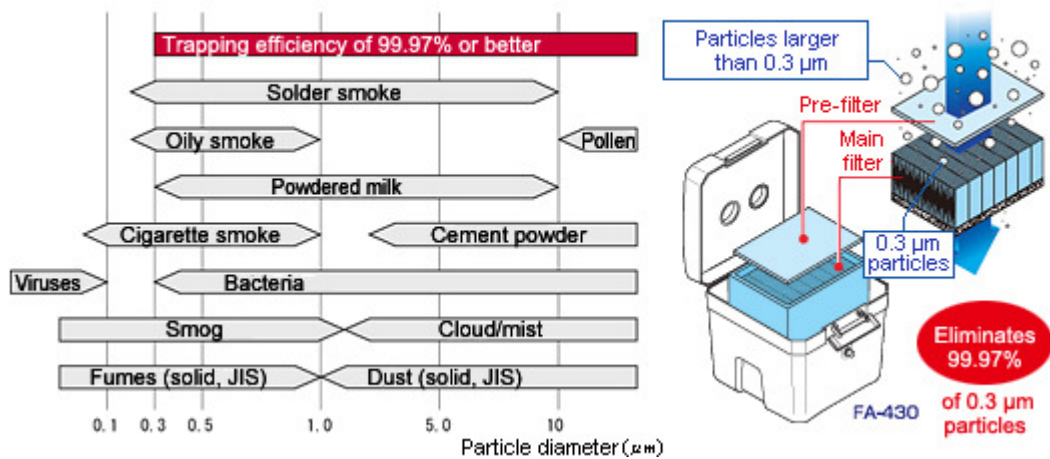 Trapping efficiency of 99.97% or better
Solder smoke
Oily smoke
Pollen
Powdered milk
Cigarette smoke
Cement powder
Viruses
Bacteria
Smog
Cloud/mist
Fumes (solid, JIS)
Dust (solid, JIS)
0.1 0.3 0.5 1.0 5.0 10
Particle diameter (μm)
Particles larger
than 0.3 µm
Pre-filter
Main
filter
0.3 µm
particles
FA-430
Eliminates
99.97%
of 0.3 µm
particles